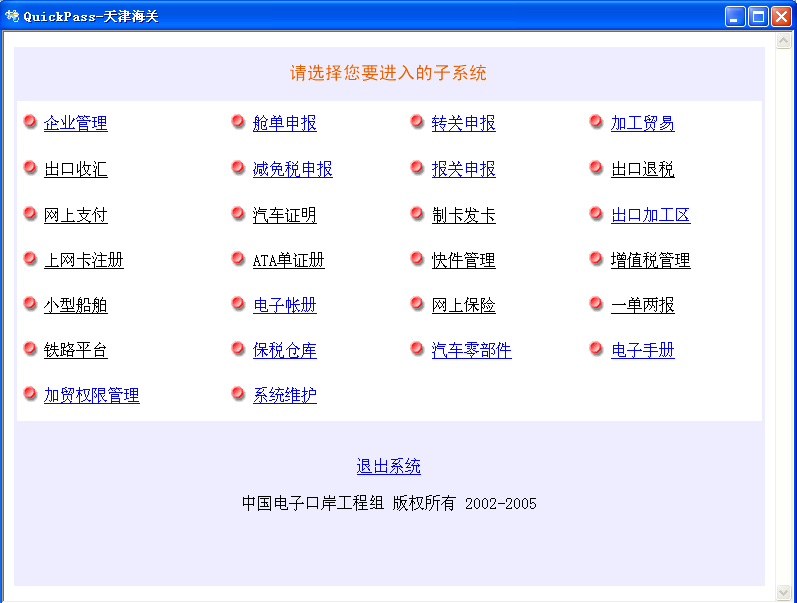 QuickPass-天津海关
请选择您要进入的子系统
企业管理 舱单申报 转关申报 加工贸易
出口收汇 减免税申报 报关申报 出口退税
网上支付 汽车证明 制卡发卡 出口加工区
上网卡注册 ATA单证册 快件管理 增值税管理
小型船舶 电子帐册 网上保险 一单两报
铁路平台 保税仓库 汽车零部件 电子手册
加贸权限管理 系统维护
退出系统
中国电子口岸工程组 版权所有 2002-2005